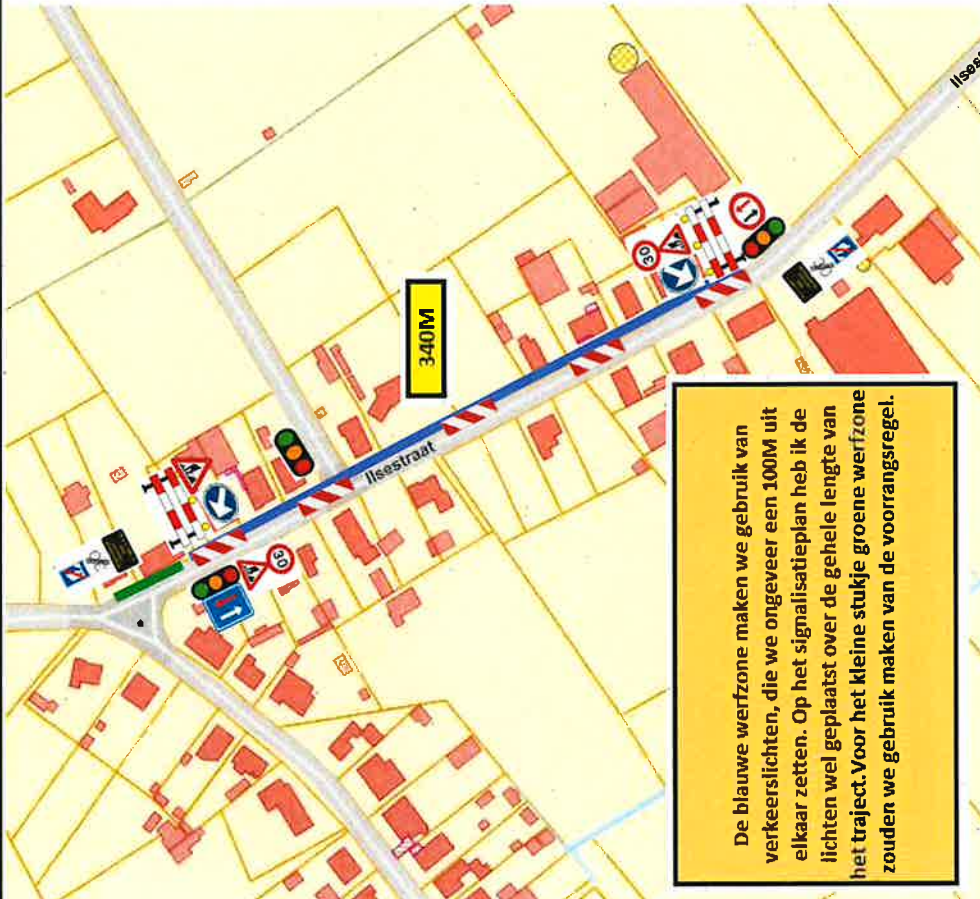 De blauwe werfzone maken we gebruik van
verkeerslichten, die we ongeveer een 100M uit
elkaar zetten. Op het signalisatieplan heb ik de
lichten wel geplaatst over de gehele lengte van
het traject.Voor het kleine stukje groene werfzone
zouden we gebruik maken van de voorrangsregel.
340M
Ilsestraat
30
30